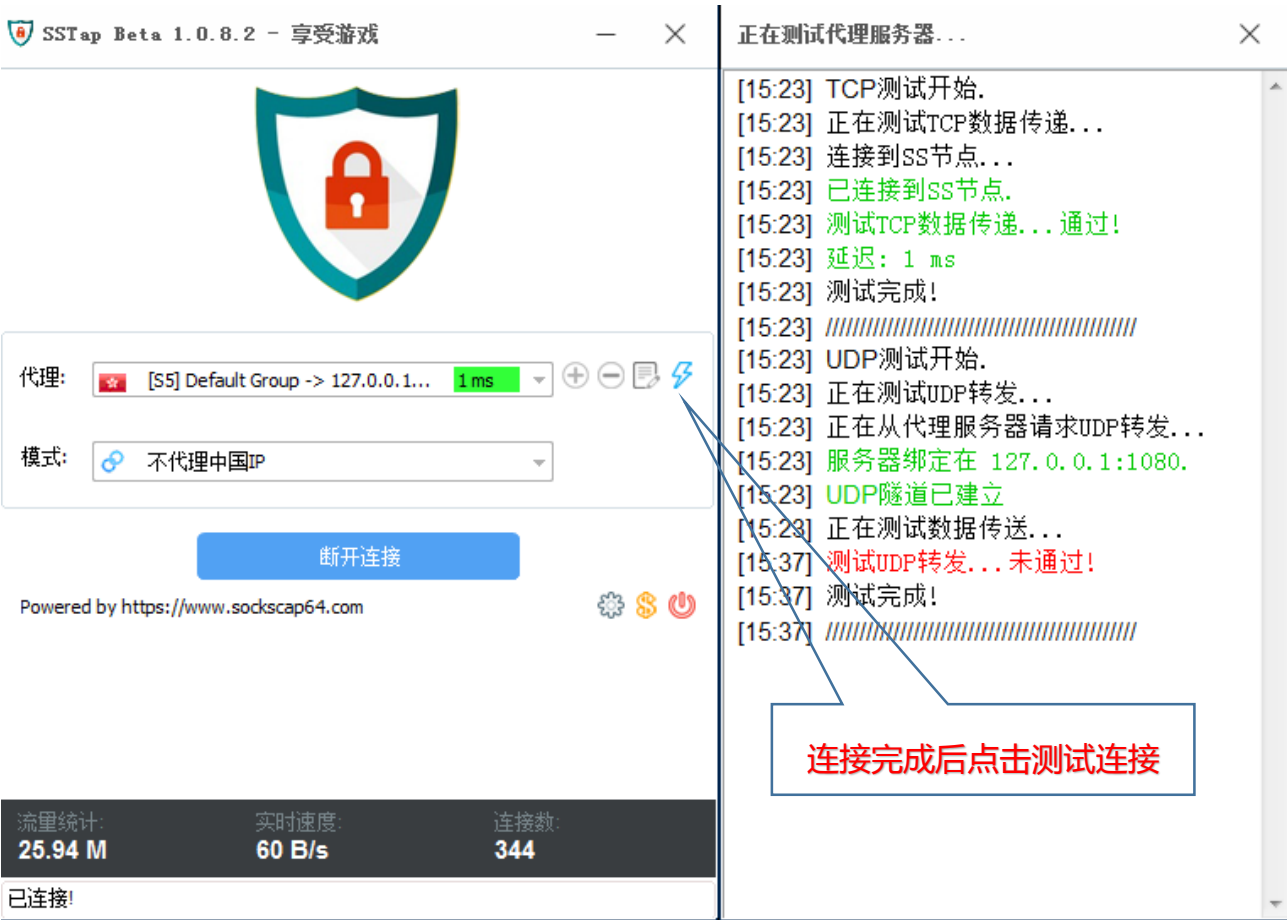 SSTap Beta 1.0.8.2 - 享受游戏
代理:
[S5] Default Group -> 127.0.0.1...
1 ms
模式:
不代理中国IP
断开连接
Powered by https://www.sockscap64.com
流里统计:
实时速度:
连接数:
25.94 M
60 B/s
344
已连接!
正在测试代理服务器...
[15:23] TCP测试开始.
[15:23] 正在测试TCP数据传递...
[15:23] 连接到SS节点...
[15:23] 已连接到SS节点.
[15:23] 测试TCP数据传递...通过!
[15:23] 延迟: 1 ms
[15:23] 测试完成!
[15:23] ////////////////////////////////////////////////
[15:23] UDP测试开始.
[15:23] 正在测试UDP转发...
[15:23] 正在从代理服务器请求UDP转发...
[15:23] 服务器绑定在 127.0.0.1:1080.
[15:23] UDP隧道已建立
[15:23] 正在测试数据传送...
[15:37] 测试UDP转发...未通过!
[15:37] 测试完成!
[15:37] ////////////////////////////////////////////////
连接完成后点击测试连接